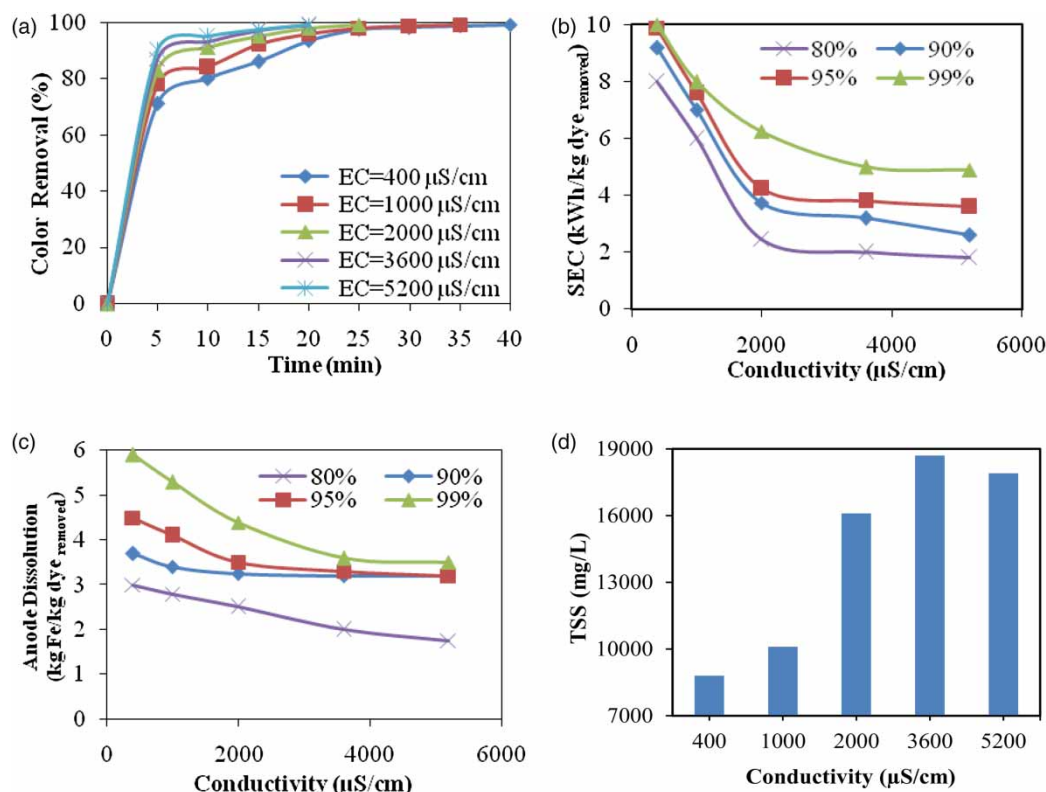 (a)
100
80
60
40
20
0
Color Removal (%)
EC=400 µS/cm
EC=1000 µS/cm
EC=2000 µS/cm
EC=3600 µS/cm
EC=5200 µS/cm
0 5 10 15 20 25 30 35 40
Time (min)
(b)
10
8
6
4
2
0
SEC (kWh/kg dye removed)
80% 90%
95% 99%
0 2000 4000 6000
Conductivity (µS/cm)
(c)
6
5
4
3
2
1
0
Anode Dissolution
(kg Fe/kg dye removed)
80% 90%
95% 99%
0 2000 4000 6000
Conductivity (µS/cm)
(d)
19000
16000
13000
10000
7000
TSS (mg/L)
400 1000 2000 3600 5200
Conductivity (µS/cm)